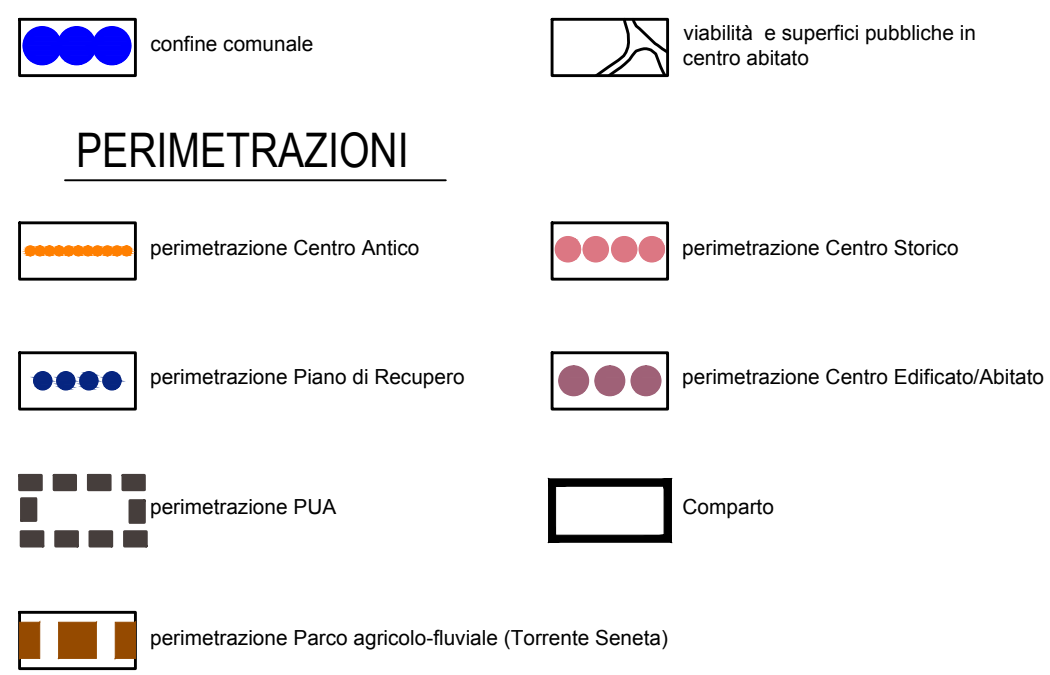 confine comunale
viabilità e superfici pubbliche in
centro abitato
PERIMETRAZIONI
perimetrazione Centro Antico
perimetrazione Centro Storico
perimetrazione Piano di Recupero
perimetrazione Centro Edificato/Abitato
perimetrazione PUA
Comparto
perimetrazione Parco agricolo-fluviale (Torrente Seneta)